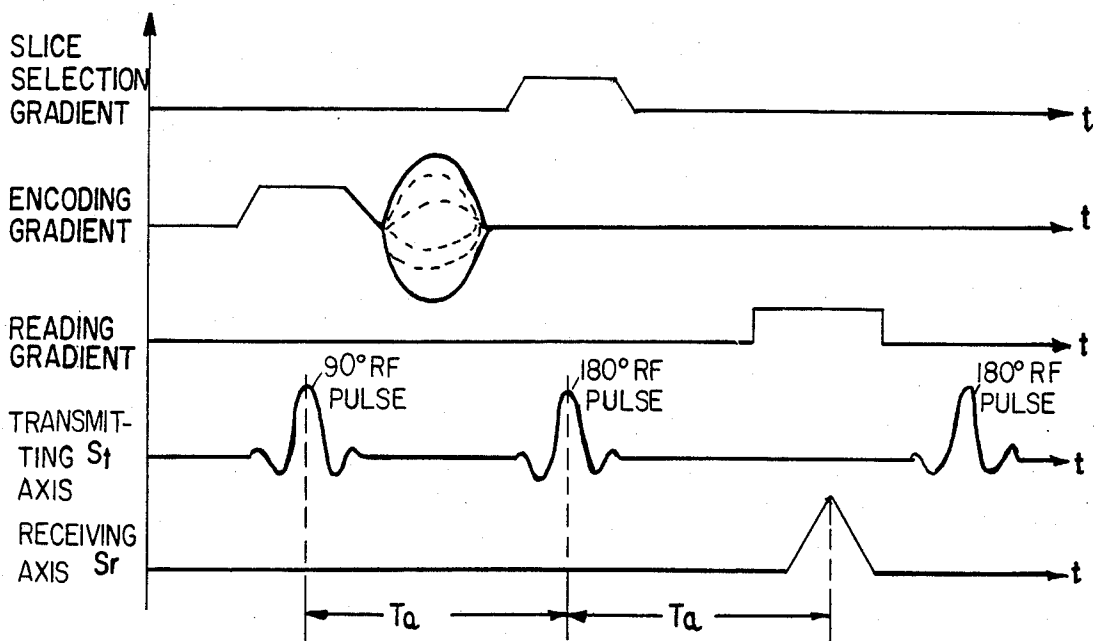 SLICE
SELECTION
GRADIENT
t
ENCODING
GRADIENT
t
READING
GRADIENT
t
90° RF
PULSE
180° RF
PULSE
180° RF
PULSE
TRANSMIT-
TING St
AXIS
t
RECEIVING
AXIS Sr
t
Ta
Ta